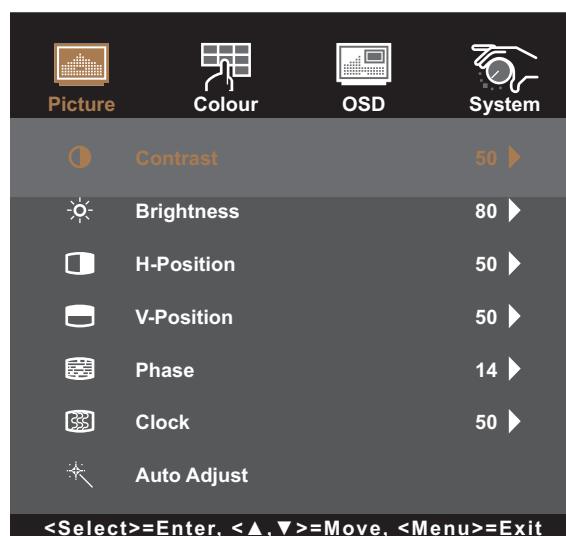 Picture Colour OSD System
Contrast 50
Brightness 80
H-Position 50
V-Position 50
Phase 14
Clock 50
Auto Adjust
<Select>=Enter, <▲,▼>=Move, <Menu>=Exit